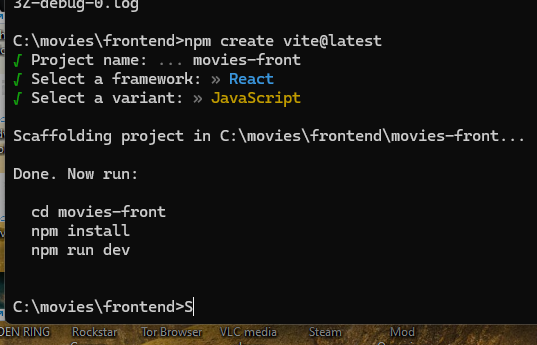 3Z-debug-0.log
C:\movies\frontend>npm create vite@latest
√ Project name: ... movies-front
√ Select a framework: » React
√ Select a variant: » JavaScript
Scaffolding project in C:\movies\frontend\movies-front...
Done. Now run:
cd movies-front
npm install
npm run dev
C:\movies\frontend>S
DEN RING Rockstar Tor Browser VLC media Steam Mod